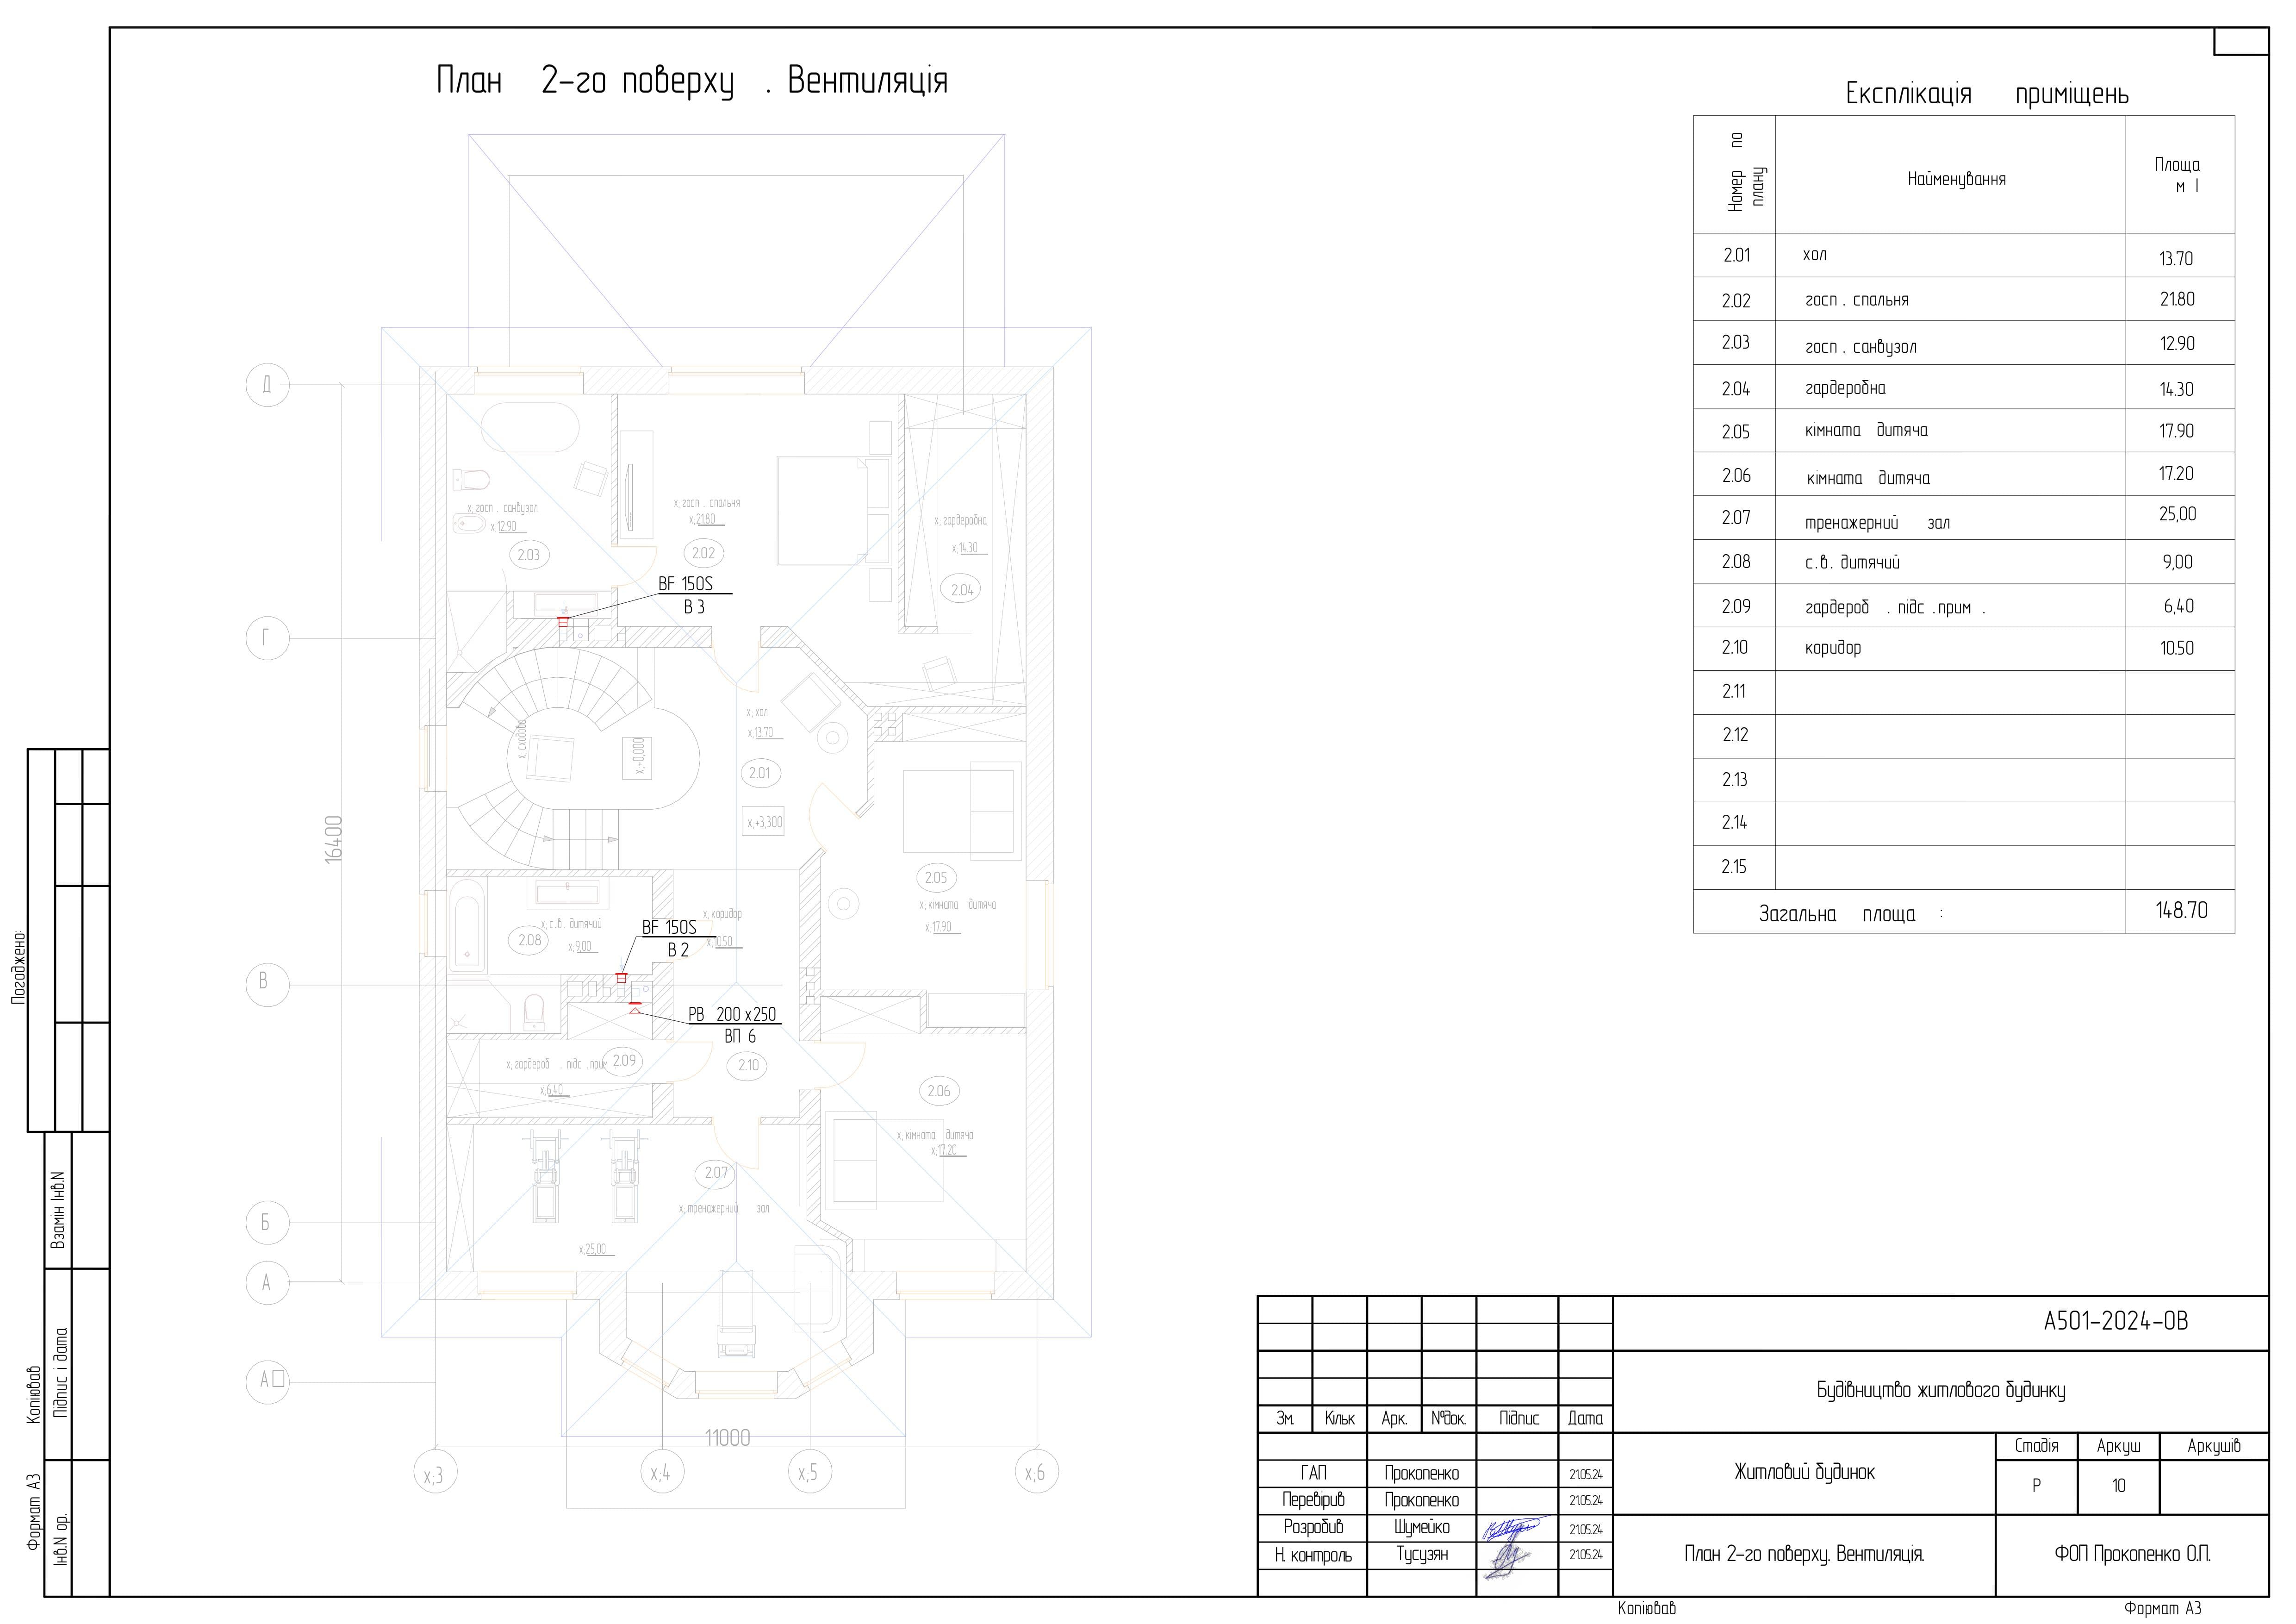 План 2-го поверху . Вентиляція
Експлікація приміщень
Номер по плану
Найменування
Площа
м I
2.01 хол 13.70
2.02 госп . спальня 21.80
2.03 госп . санвузол 12.90
2.04 гардеробна 14.30
2.05 кімната дитяча 17.90
2.06 кімната дитяча 17.20
2.07 тренажерний зал 25,00
2.08 с.в. дитячий 9,00
2.09 гардероб . підс .прим . 6,40
2.10 коридор 10.50
2.11
2.12
2.13
2.14
2.15
Загальна площа : 148.70
Д
Г
В
Б
А
А
16400
11000
х;3
х;4
х;5
х;6
х; госп . санвузол
х;12.90
2.03
х; госп . спальня
х;21.80
2.02
х; гардеробна
х;14.30
2.04
BF 150S
В 3
х; сходова
х;+0,000
х; хол
х;13.70
2.01
х;+3,300
2.05
х; кімната дитяча
х;17.90
х; с.в. дитячий
2.08
х;9,00
х; коридор
х;10.50
BF 150S
В 2
РВ 200 х250
ВП 6
х; гардероб . підс .прим
2.09
х;6.40
2.10
2.06
х; кімната дитяча
х;17.20
2.07
х; тренажерний зал
х;25,00
Погоджено:
Взамін Інв.N
Підпис і дата
Інв.N ор.
Копіював
Формат А3
А501-2024-ОВ
Будівництво житлового будинку
Зм. Кільк Арк. №док. Підпис Дата
Житловий будинок
Стадія Аркуш Аркушів
Р 10
ГАП Прокопенко 21.05.24
Перевірив Прокопенко 21.05.24
Розробив Шумейко 21.05.24
Н. контроль Тусузян 21.05.24
План 2-го поверху. Вентиляція.
ФОП Прокопенко О.П.
Копіював
Формат А3